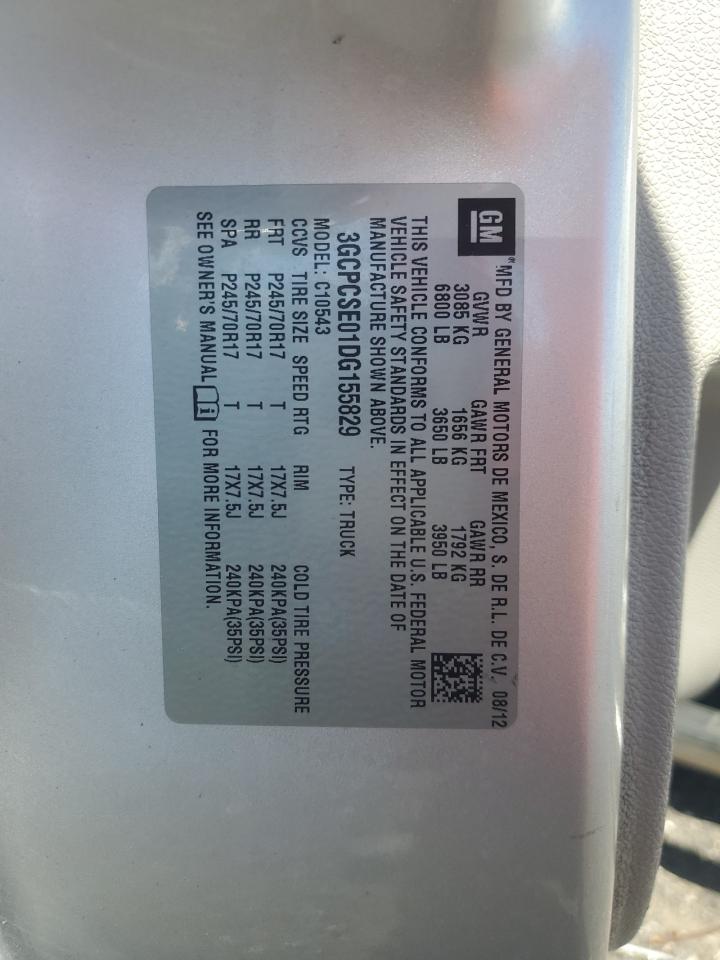 GM ® MFD BY GENERAL MOTORS DE MEXICO, S. DE R.L. DE C.V. 08/12
GVWR GAWR FRT GAWR RR
3085 KG 1656 KG 1792 KG
6800 LB 3650 LB 3950 LB
THIS VEHICLE CONFORMS TO ALL APPLICABLE U.S. FEDERAL MOTOR
VEHICLE SAFETY STANDARDS IN EFFECT ON THE DATE OF
MANUFACTURE SHOWN ABOVE.
3GCPCSE01DG155829 TYPE: TRUCK
MODEL: C10543
CCVS TIRE SIZE SPEED RTG RIM COLD TIRE PRESSURE
FRT P245/70R17 T 17X7.5J 240KPA(35PSI)
RR P245/70R17 T 17X7.5J 240KPA(35PSI)
SPA P245/70R17 T 17X7.5J 240KPA(35PSI)
SEE OWNER'S MANUAL i FOR MORE INFORMATION.